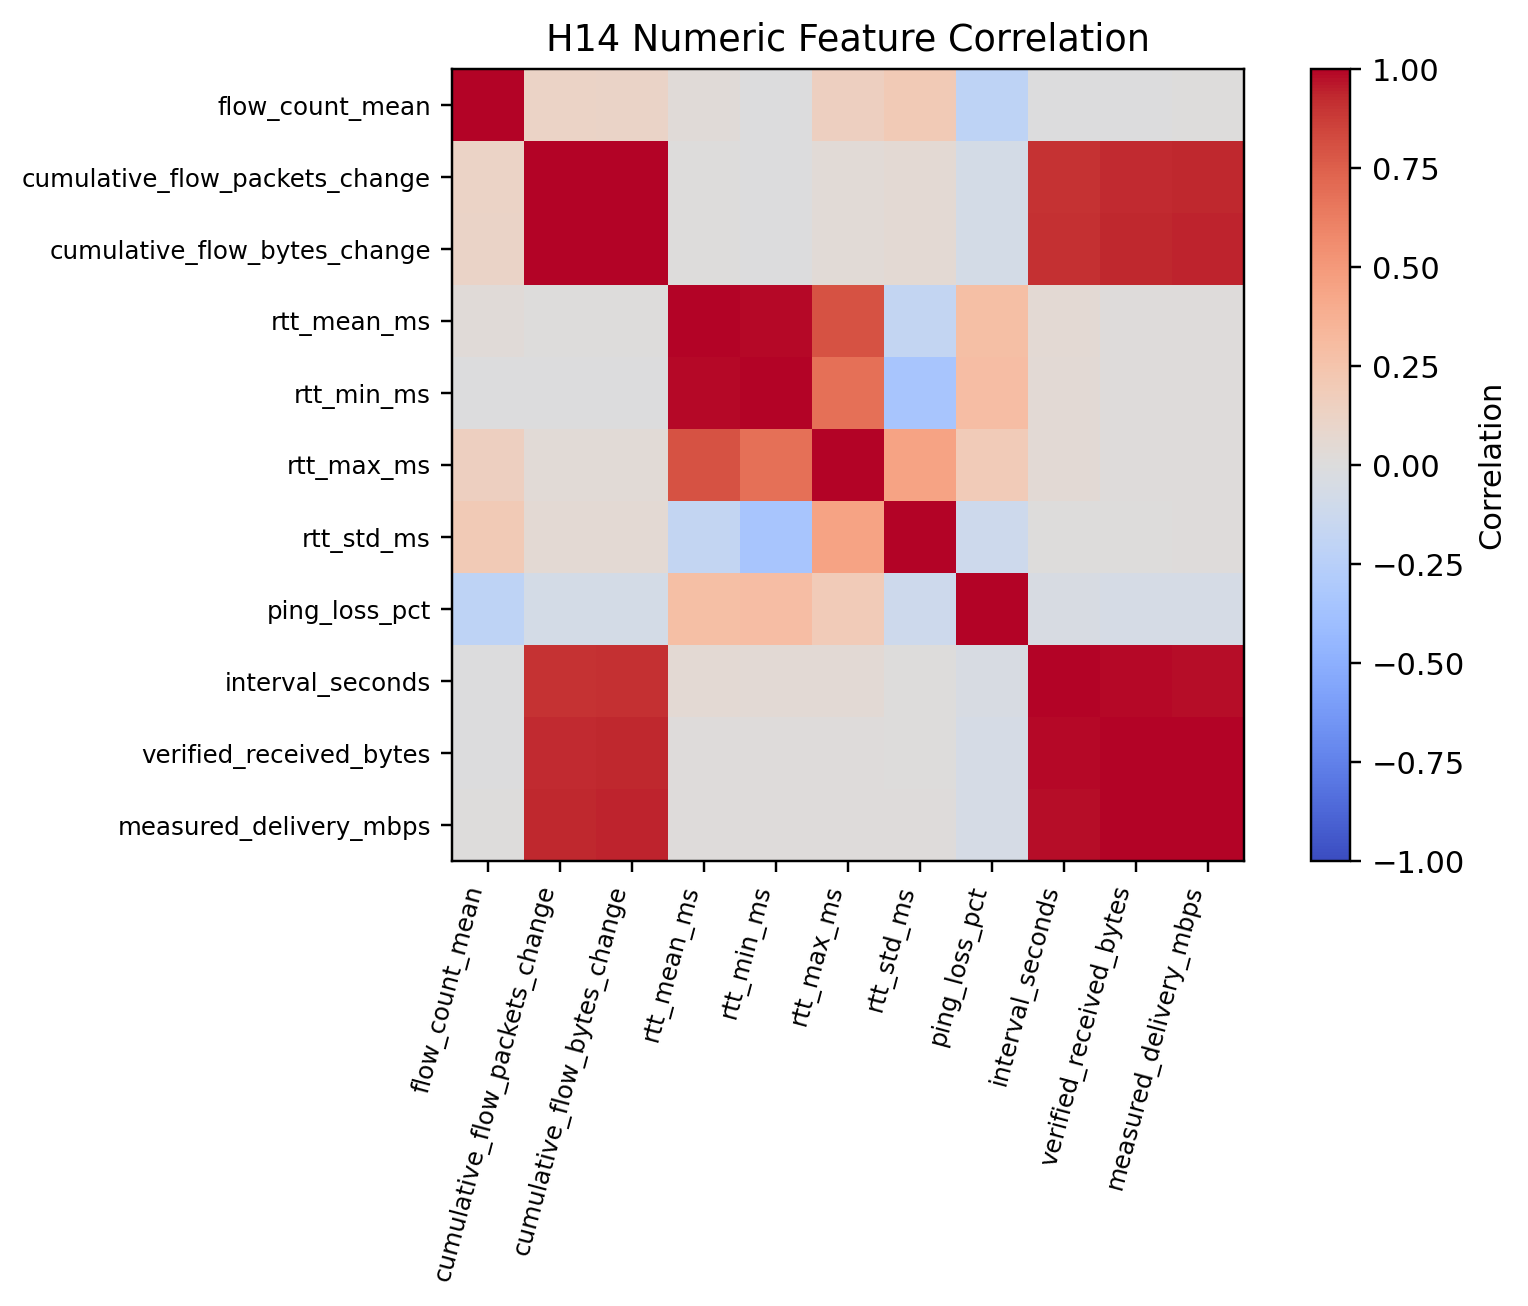 H14 Numeric Feature Correlation
flow_count_mean
cumulative_flow_packets_change
cumulative_flow_bytes_change
rtt_mean_ms
rtt_min_ms
rtt_max_ms
rtt_std_ms
ping_loss_pct
interval_seconds
verified_received_bytes
measured_delivery_mbps
flow_count_mean
cumulative_flow_packets_change
cumulative_flow_bytes_change
rtt_mean_ms
rtt_min_ms
rtt_max_ms
rtt_std_ms
ping_loss_pct
interval_seconds
verified_received_bytes
measured_delivery_mbps
1.00
0.75
0.50
0.25
0.00
−0.25
−0.50
−0.75
−1.00
Correlation